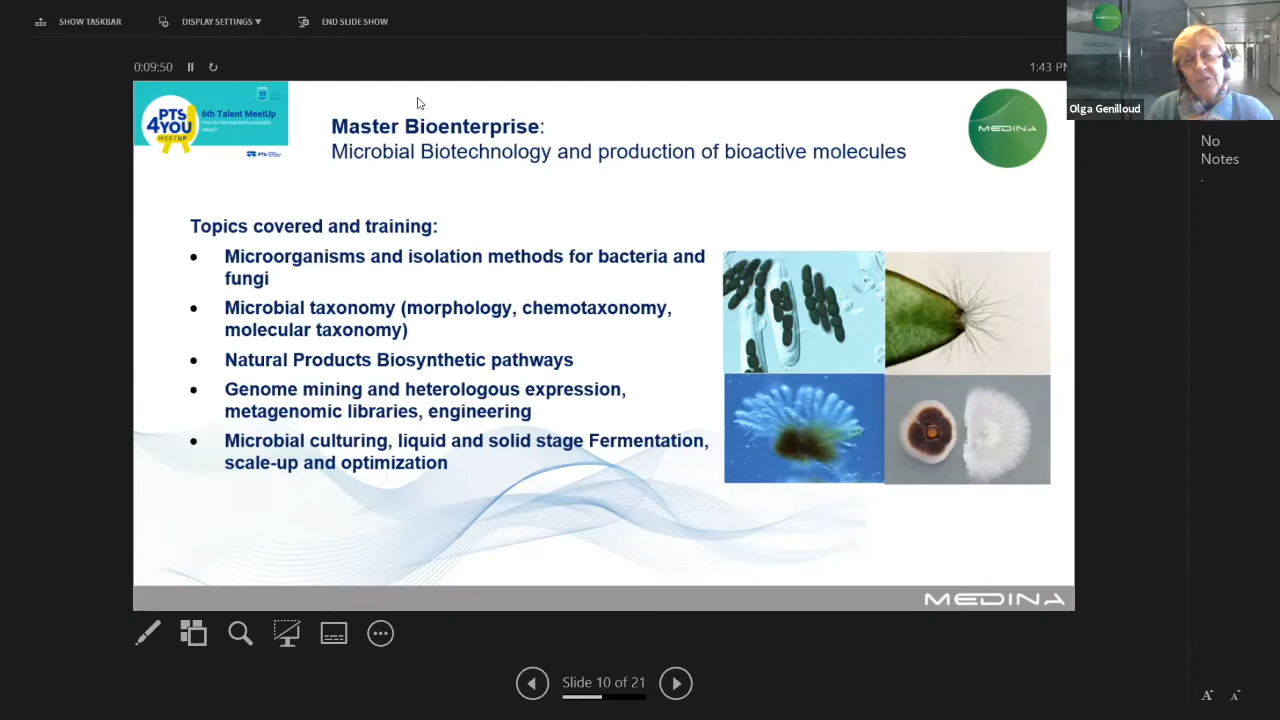 SHOW TASKBAR
DISPLAY SETTINGS
END SLIDE SHOW
0:09:50
1:43 PM
MEDINA
MEDINA
Olga Genilloud
No
Notes
PTS
4YOU
MEETUP
17
6th Talent MeetUp
Master Bioenterprise:
Microbial Biotechnology and production of bioactive molecules
MEDINA
Topics covered and training:
• Microorganisms and isolation methods for bacteria and
fungi
• Microbial taxonomy (morphology, chemotaxonomy,
molecular taxonomy)
• Natural Products Biosynthetic pathways
• Genome mining and heterologous expression,
metagenomic libraries, engineering
• Microbial culturing, liquid and solid stage Fermentation,
scale-up and optimization
MEDINA
Slide 10 of 21
A A